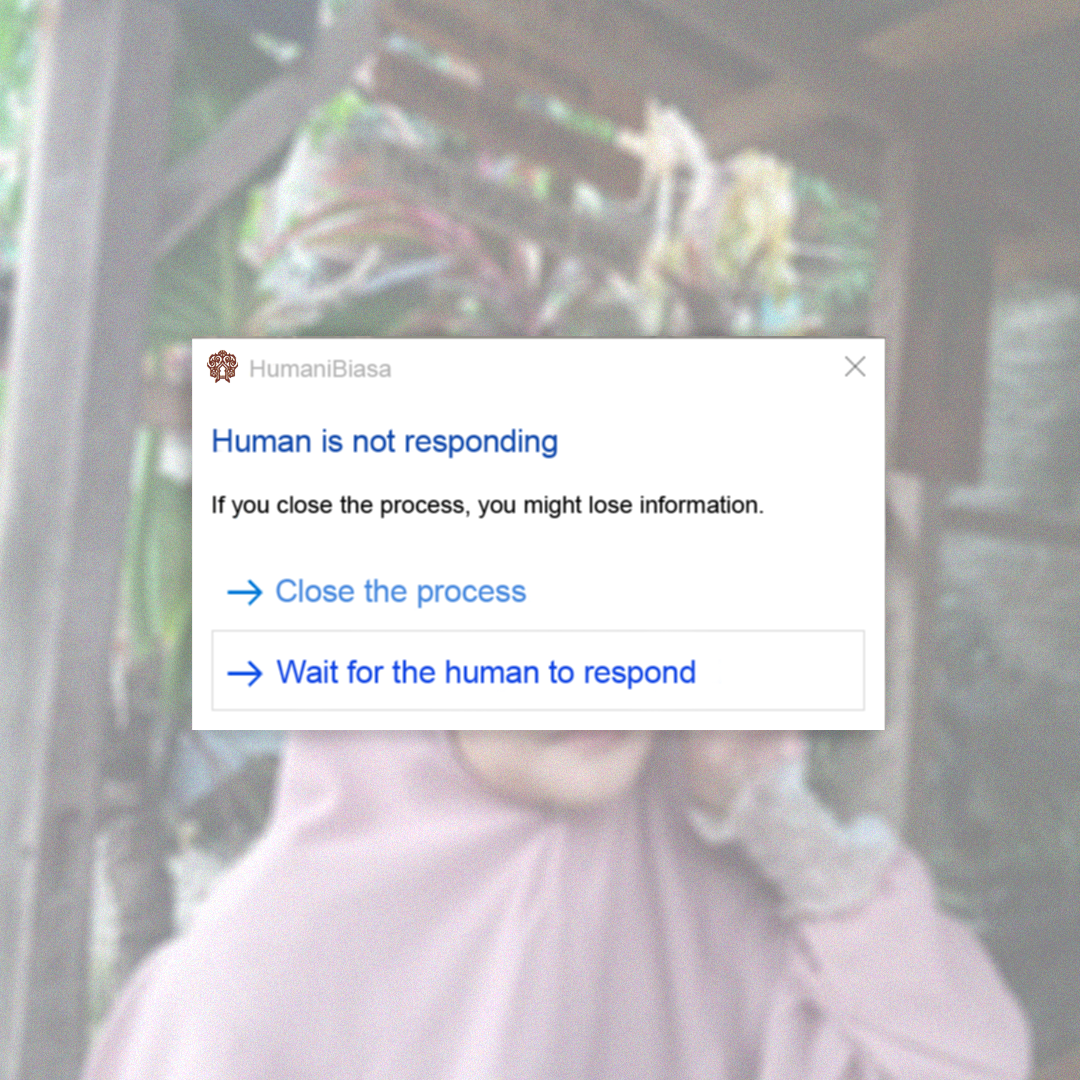 HumaniBiasa
Human is not responding
If you close the process, you might lose information.
Close the process
Wait for the human to respond